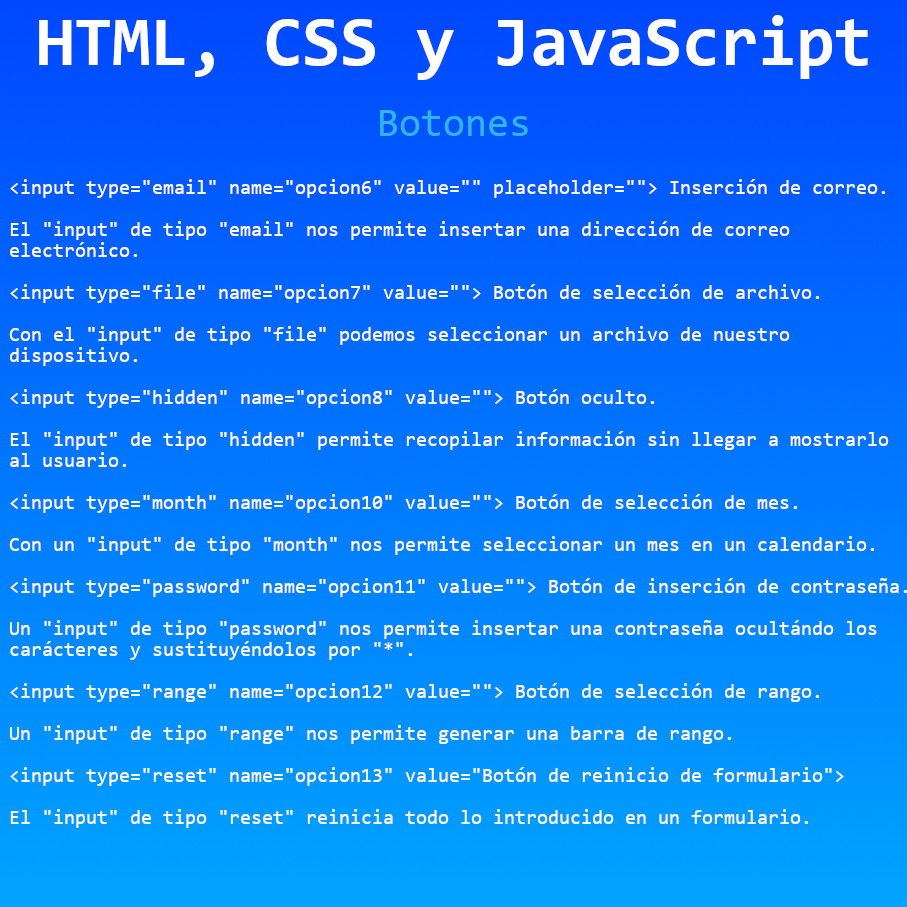 HTML, CSS y JavaScript
Botones
<input type="email" name="opcion6" value="" placeholder=""> Inserción de correo.
El "input" de tipo "email" nos permite insertar una dirección de correo
electrónico.
<input type="file" name="opcion7" value=""> Botón de selección de archivo.
Con el "input" de tipo "file" podemos seleccionar un archivo de nuestro
dispositivo.
<input type="hidden" name="opcion8" value=""> Botón oculto.
El "input" de tipo "hidden" permite recopilar información sin llegar a mostrarlo
al usuario.
<input type="month" name="opcion10" value=""> Botón de selección de mes.
Con un "input" de tipo "month" nos permite seleccionar un mes en un calendario.
<input type="password" name="opcion11" value=""> Botón de inserción de contraseña.
Un "input" de tipo "password" nos permite insertar una contraseña ocultándo los
carácteres y sustituyéndolos por "*".
<input type="range" name="opcion12" value=""> Botón de selección de rango.
Un "input" de tipo "range" nos permite generar una barra de rango.
<input type="reset" name="opcion13" value="Botón de reinicio de formulario">
El "input" de tipo "reset" reinicia todo lo introducido en un formulario.